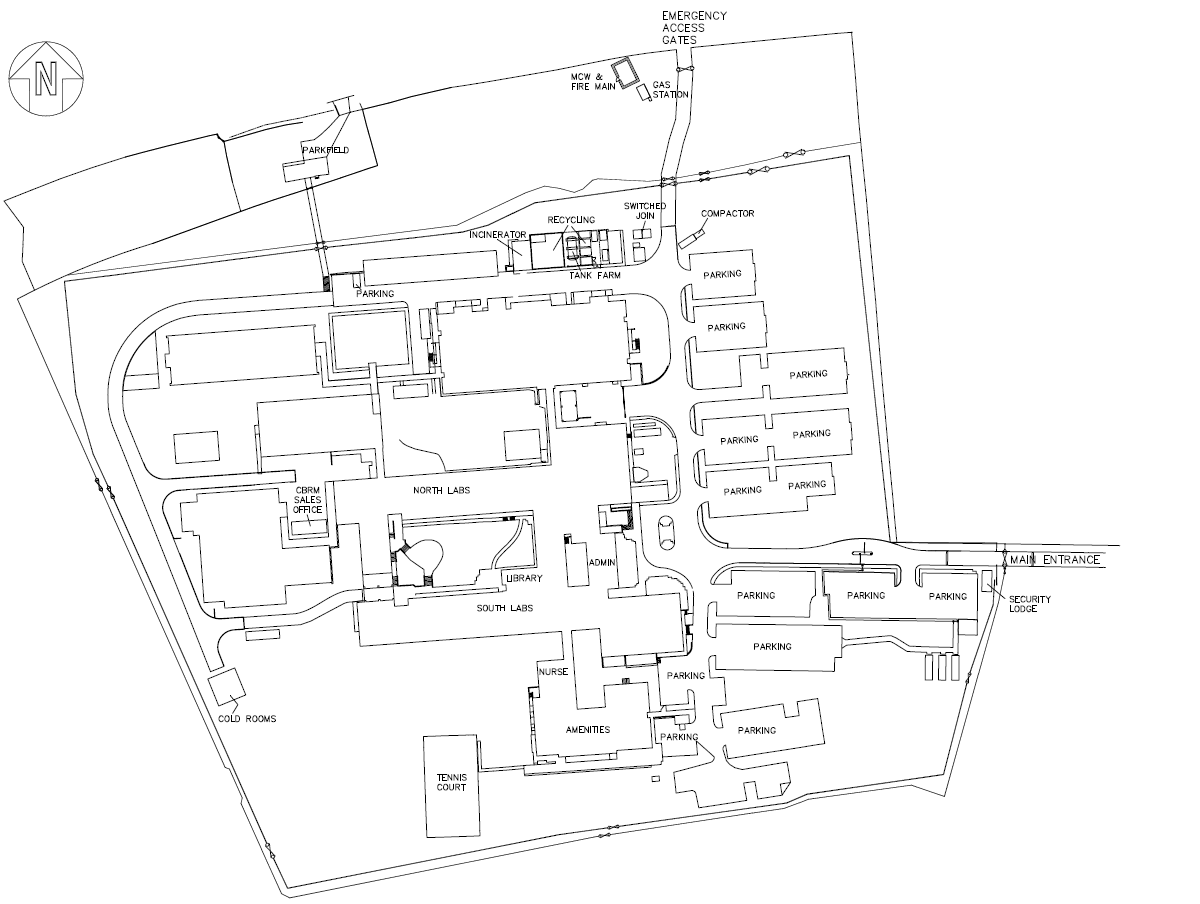 EMERGENCY
ACCESS
GATES
N
MCW &
FIRE MAIN
GAS
STATION
PARKFIELD
SWITCHED
JOIN
RECYCLING
COMPACTOR
INCINERATOR
TANK FARM
PARKING
PARKING
PARKING
PARKING
PARKING
PARKING
CBRM
SALES
OFFICE
NORTH LABS
PARKING
PARKING
MAIN ENTRANCE
ADMIN
LIBRARY
PARKING
PARKING
PARKING
SECURITY
LODGE
SOUTH LABS
PARKING
NURSE
PARKING
COLD ROOMS
AMENITIES
PARKING
PARKING
TENNIS
COURT